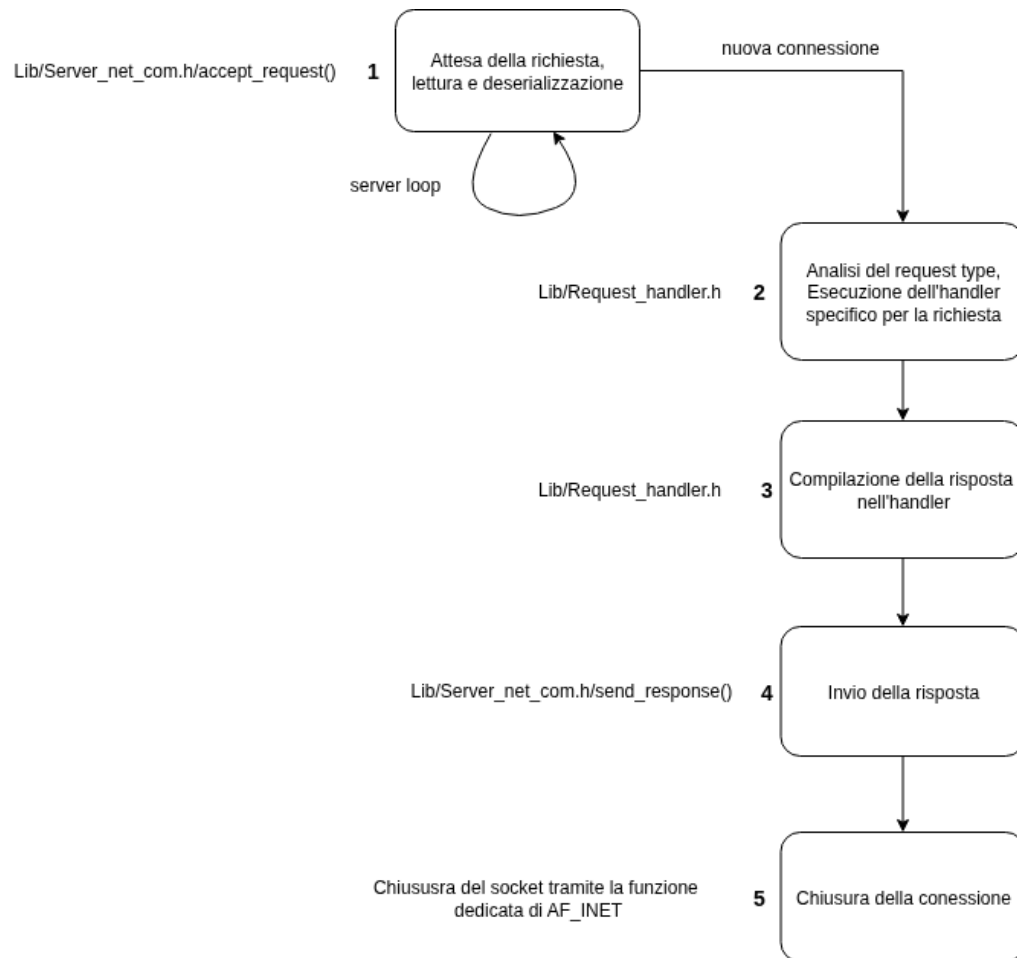 Lib/Server_net_com.h/accept_request()
1
Attesa della richiesta,
lettura e deserializzazione
nuova connessione
server loop
Lib/Request_handler.h
2
Analisi del request type,
Esecuzione dell'handler
specifico per la richiesta
Lib/Request_handler.h
3
Compilazione della risposta
nell'handler
Lib/Server_net_com.h/send_response()
4
Invio della risposta
Chiususra del socket tramite la funzione
dedicata di AF_INET
5
Chiusura della conessione